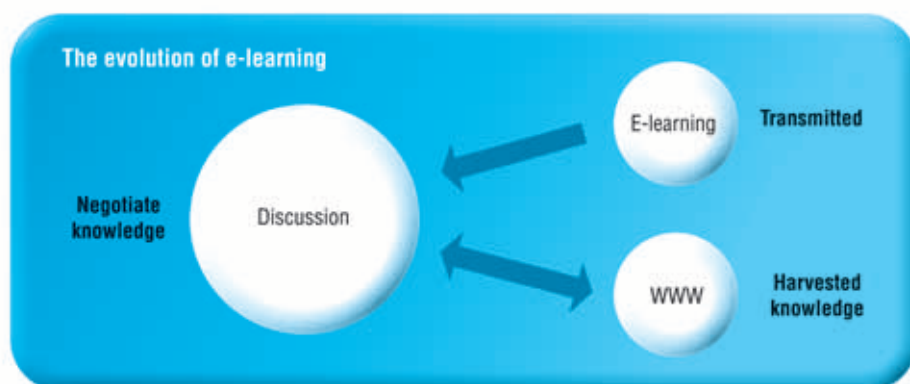 The evolution of e-learning
E-learning
Transmitted
Negotiate
knowledge
Discussion
WWW
Harvested
knowledge